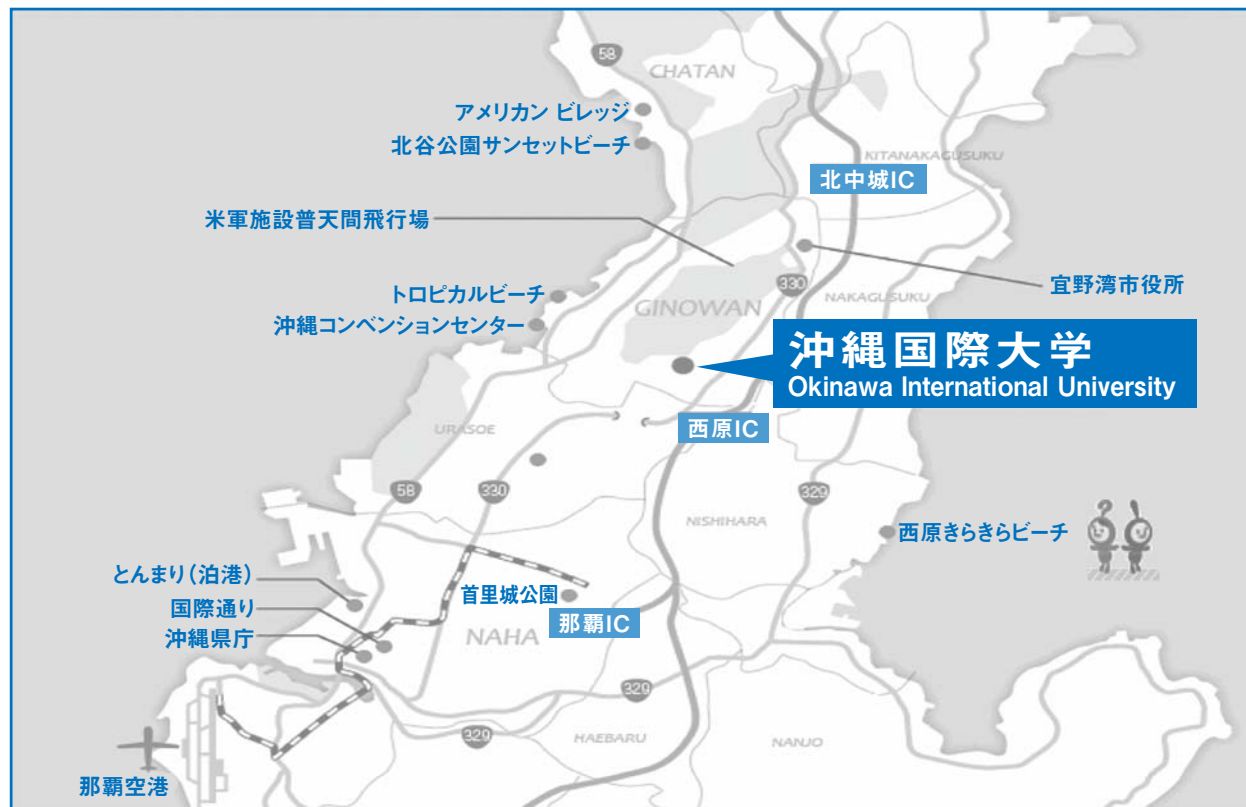 58
CHATAN
アメリカン ビレッジ
北谷公園サンセットビーチ
KITANAKAGUSUKU
北中城IC
米軍施設普天間飛行場
宜野湾市役所
330
NAKAGUSUKU
トロピカルビーチ
GINOWAN
沖縄コンベンションセンター
沖縄国際大学
Okinawa International University
URASOE
西原IC
58
330
329
NISHIHARA
西原きらきらビーチ
とんまり(泊港)
首里城公園
国際通り
那覇IC
沖縄県庁
NAHA
329
329
HAEBARU
NANJO
那覇空港